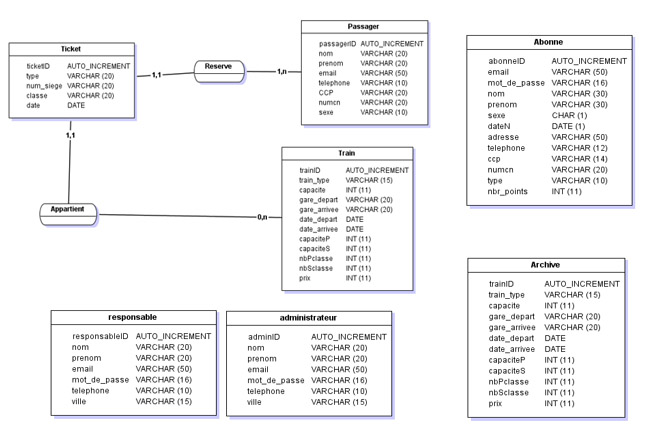 Ticket
ticketID AUTO_INCREMENT
type VARCHAR (20)
num_siege VARCHAR (20)
classe VARCHAR (20)
date DATE
1,1
Reserve
1,n
Passager
passagerID AUTO_INCREMENT
nom VARCHAR (20)
prenom VARCHAR (20)
email VARCHAR (50)
telephone VARCHAR (10)
CCP VARCHAR (20)
numcn VARCHAR (20)
sexe VARCHAR (10)
Abonne
abonneID AUTO_INCREMENT
email VARCHAR (50)
mot_de_passe VARCHAR (16)
nom VARCHAR (30)
prenom VARCHAR (30)
sexe CHAR (1)
dateN DATE (1)
adresse VARCHAR (50)
telephone VARCHAR (12)
ccp VARCHAR (14)
numcn VARCHAR (20)
type VARCHAR (10)
nbr_points INT (11)
1,1
Appartient
0,n
Train
trainID AUTO_INCREMENT
train_type VARCHAR (15)
capacite INT (11)
gare_depart VARCHAR (20)
gare_arrivee VARCHAR (20)
date_depart DATE
date_arrivee DATE
capaciteP INT (11)
capaciteS INT (11)
nbPclasse INT (11)
nbSclasse INT (11)
prix INT (11)
Archive
trainID AUTO_INCREMENT
train_type VARCHAR (15)
capacite INT (11)
gare_depart VARCHAR (20)
gare_arrivee VARCHAR (20)
date_depart DATE
date_arrivee DATE
capaciteP INT (11)
capaciteS INT (11)
nbPclasse INT (11)
nbSclasse INT (11)
prix INT (11)
responsable
responsableID AUTO_INCREMENT
nom VARCHAR (20)
prenom VARCHAR (20)
email VARCHAR (50)
mot_de_passe VARCHAR (16)
telephone VARCHAR (10)
ville VARCHAR (15)
administrateur
adminID AUTO_INCREMENT
nom VARCHAR (20)
prenom VARCHAR (20)
email VARCHAR (50)
mot_de_passe VARCHAR (16)
telephone VARCHAR (10)
ville VARCHAR (15)